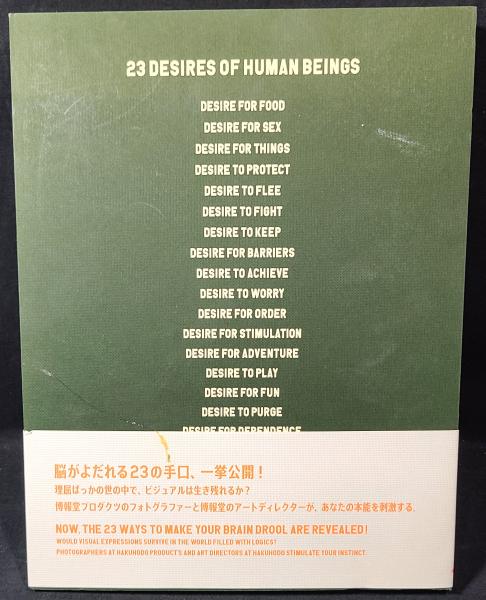 23 DESIRES OF HUMAN BEINGS
DESIRE FOR FOOD
DESIRE FOR SEX
DESIRE FOR THINGS
DESIRE TO PROTECT
DESIRE TO FLEE
DESIRE TO FIGHT
DESIRE TO KEEP
DESIRE FOR BARRIERS
DESIRE TO ACHIEVE
DESIRE TO WORRY
DESIRE FOR ORDER
DESIRE FOR STIMULATION
DESIRE FOR ADVENTURE
DESIRE TO PLAY
DESIRE FOR FUN
DESIRE TO PURGE
DESIRE FOR DEPENDENCE
脳がよだれる23の手口、一挙公開！
理屈ばっかの世の中で、ビジュアルは生き残れるか？
博報堂プロダクツのフォトグラファーと博報堂のアートディレクターが、あなたの本能を刺激する。
NOW, THE 23 WAYS TO MAKE YOUR BRAIN DROOL ARE REVEALED!
WOULD VISUAL EXPRESSIONS SURVIVE IN THE WORLD FILLED WITH LOGICS?
PHOTOGRAPHERS AT HAKUHODO PRODUCTS AND ART DIRECTORS AT HAKUHODO STIMULATE YOUR INSTINCT.